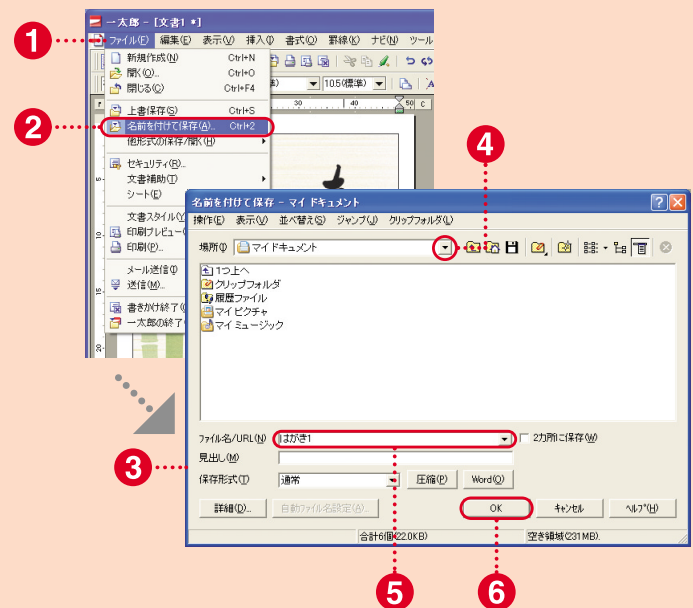 一太郎 - [文書1 *]
ファイル(F) 編集(E) 表示(V) 挿入(I) 書式(O) 罫線(K) ナビ(N) ツール
1
新規作成(N) Ctrl+N
開く(O)... Ctrl+O
閉じる(C) Ctrl+F4
10.5(標準)
上書保存(S) Ctrl+S
30 40 50
2
名前を付けて保存(A)... Ctrl+2
他形式の保存/開く(H)
セキュリティ(R)...
文書補助(T)
シート(E)
文書スタイル(Y)
印刷プレビュー(
印刷(P)...
メール送信(I)
送信(M)...
書きかけ終了(
一太郎の終了(
4
名前を付けて保存 - マイ ドキュメント
操作(E) 表示(V) 並べ替え(S) ジャンプ(J) クリップフォルダ(L)
場所(I) マイ ドキュメント
1つ上へ
クリップフォルダ
履歴ファイル
マイ ピクチャ
マイ ミュージック
ファイル名/URL(N) はがき1 2カ所に保存(W)
見出し(M)
3
保存形式(T) 通常 圧縮(P) Word(Q)
詳細(D)... 自動ファイル名設定(A)... OK キャンセル ヘルプ(H)
合計6個(22.0KB) 空き領域(231MB).
5 6